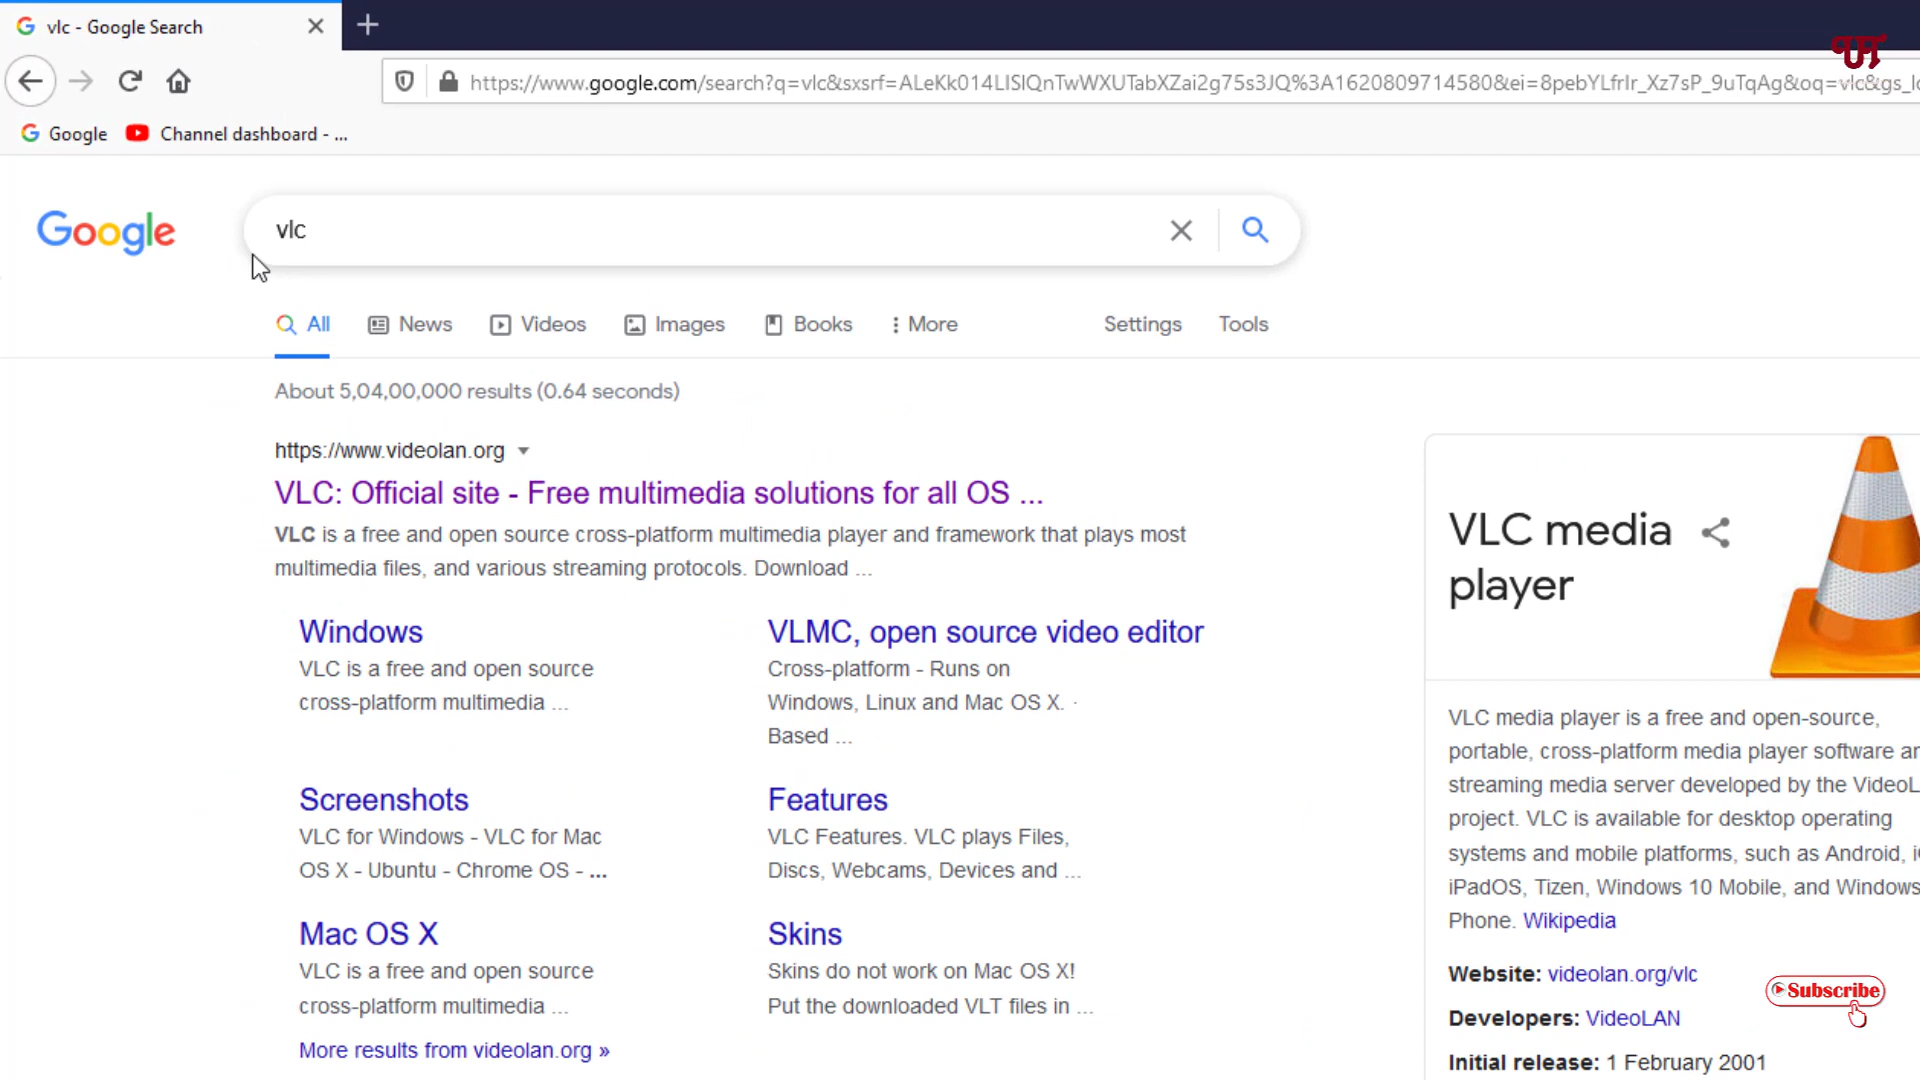 vlc - Google Search
https://www.google.com/search?q=vlc&sxsrf=ALeKk014LISlQnTwWXUTabXZai2g75s3JQ%3A1620809714580&ei=8pebYLfrIr_Xz7sP_9uTqAg&oq=vlc&gs_lc
Google
Channel dashboard - ...
Google
vlc
All
News
Videos
Images
Books
More
Settings
Tools
About 5,04,00,000 results (0.64 seconds)
https://www.videolan.org
VLC: Official site - Free multimedia solutions for all OS ...
VLC is a free and open source cross-platform multimedia player and framework that plays most
multimedia files, and various streaming protocols. Download ...
Windows
VLC is a free and open source
cross-platform multimedia ...
VLMC, open source video editor
Cross-platform - Runs on
Windows, Linux and Mac OS X. ·
Based ...
Screenshots
VLC for Windows - VLC for Mac
OS X - Ubuntu - Chrome OS - ...
Features
VLC Features. VLC plays Files,
Discs, Webcams, Devices and ...
Mac OS X
VLC is a free and open source
cross-platform multimedia ...
Skins
Skins do not work on Mac OS X!
Put the downloaded VLT files in ...
More results from videolan.org »
VLC media
player
VLC media player is a free and open-source,
portable, cross-platform media player software
streaming media server developed by the
project. VLC is available for desktop operating
systems and mobile platforms, such as Android,
iPadOS, Tizen, Windows 10 Mobile, and Windows
Phone. Wikipedia
Website: videolan.org/vlc
Developers: VideoLAN
Initial release: 1 February 2001
Subscribe